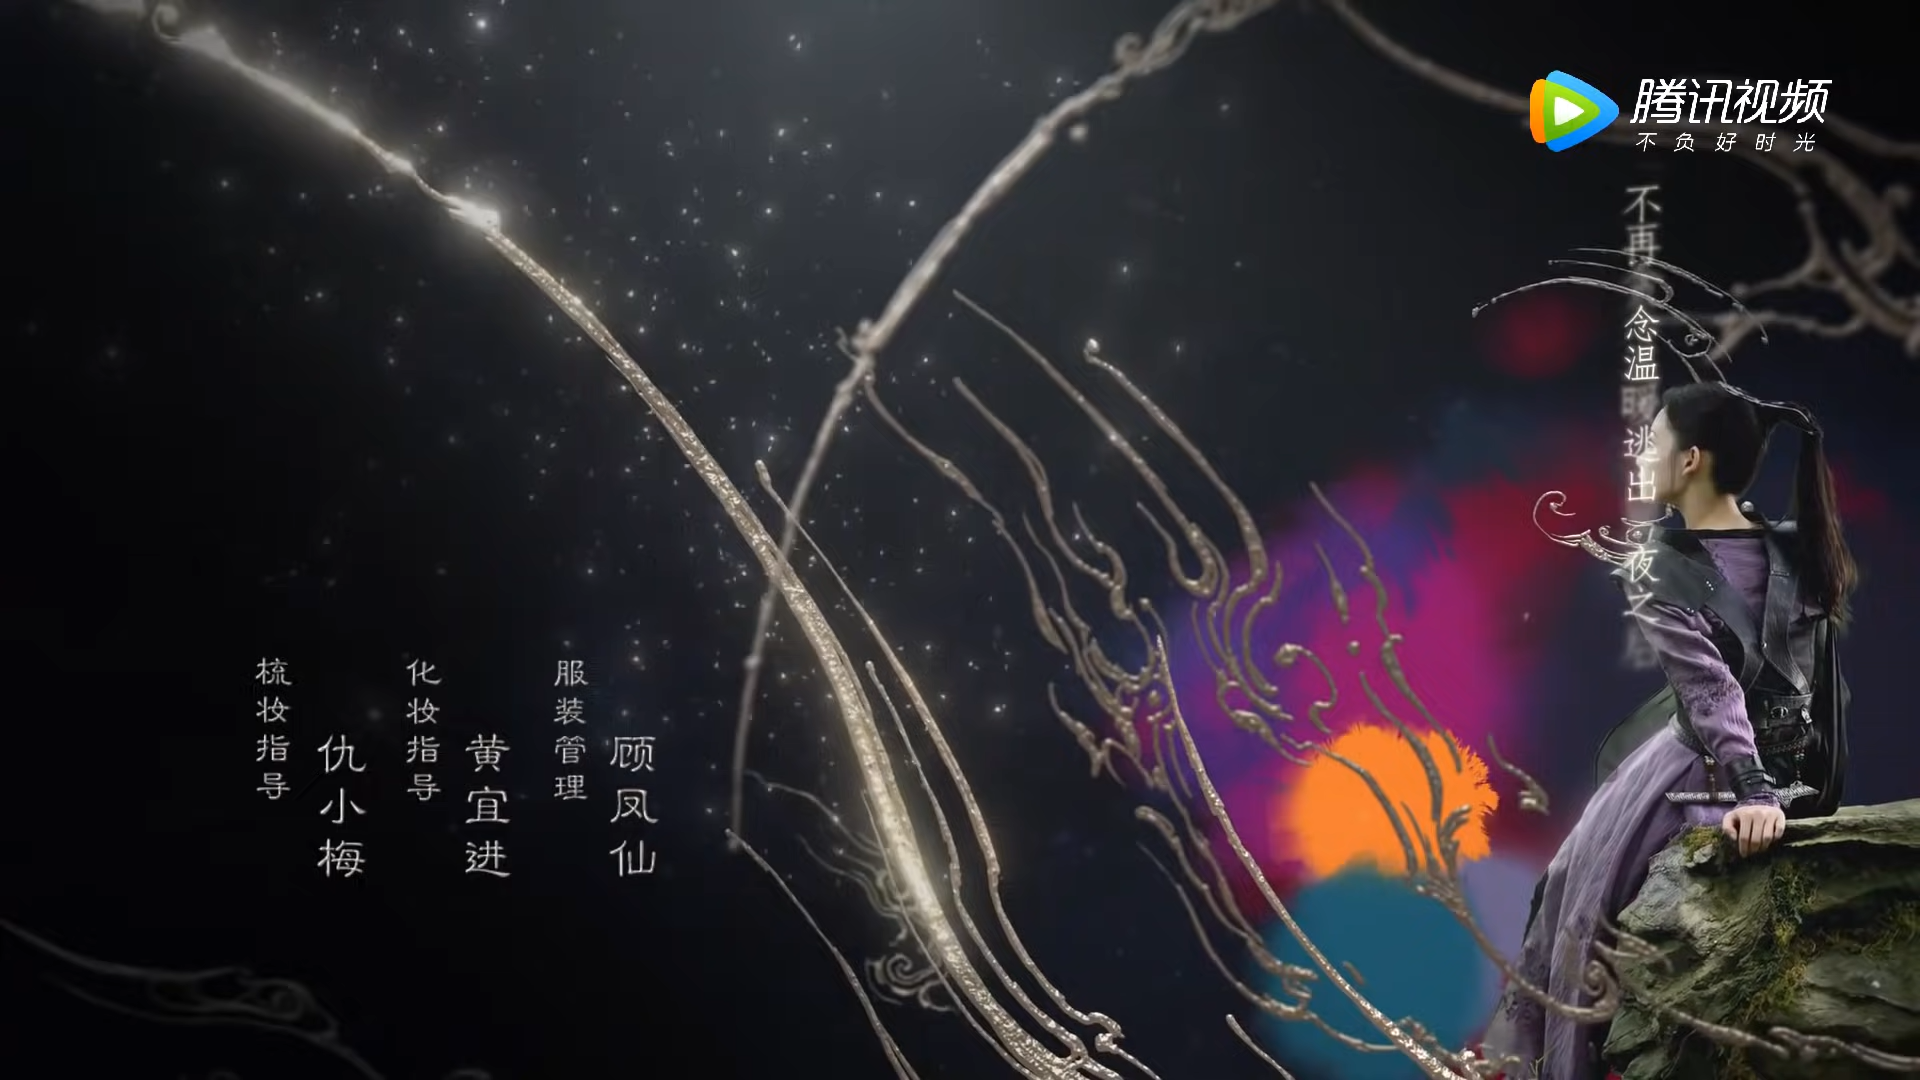 腾讯视频
不负好时光
不再念温暖逃出一夜之
梳妆指导
仇小梅
化妆指导
黄宜进
服装管理
顾凤仙